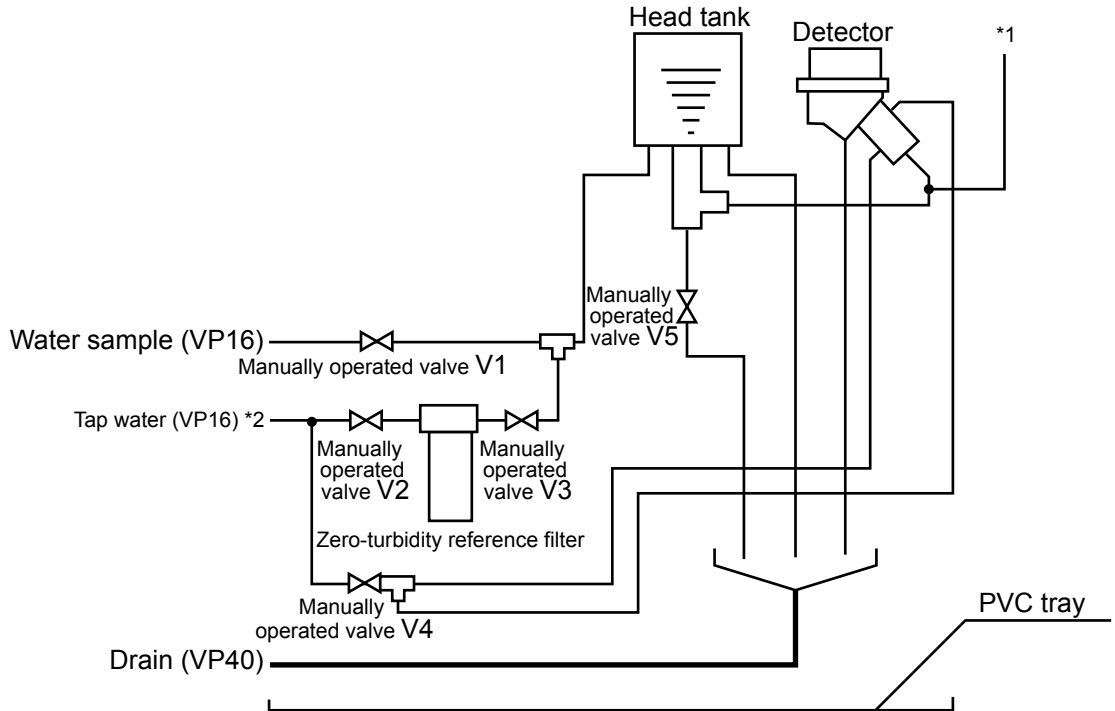 Head tank
Detector
*1
Manually
operated
valve V5
Water sample (VP16)
Manually operated valve V1
Tap water (VP16) *2
Manually
operated
valve V2
Manually
operated
valve V3
Zero-turbidity reference filter
Manually
operated valve V4
PVC tray
Drain (VP40)